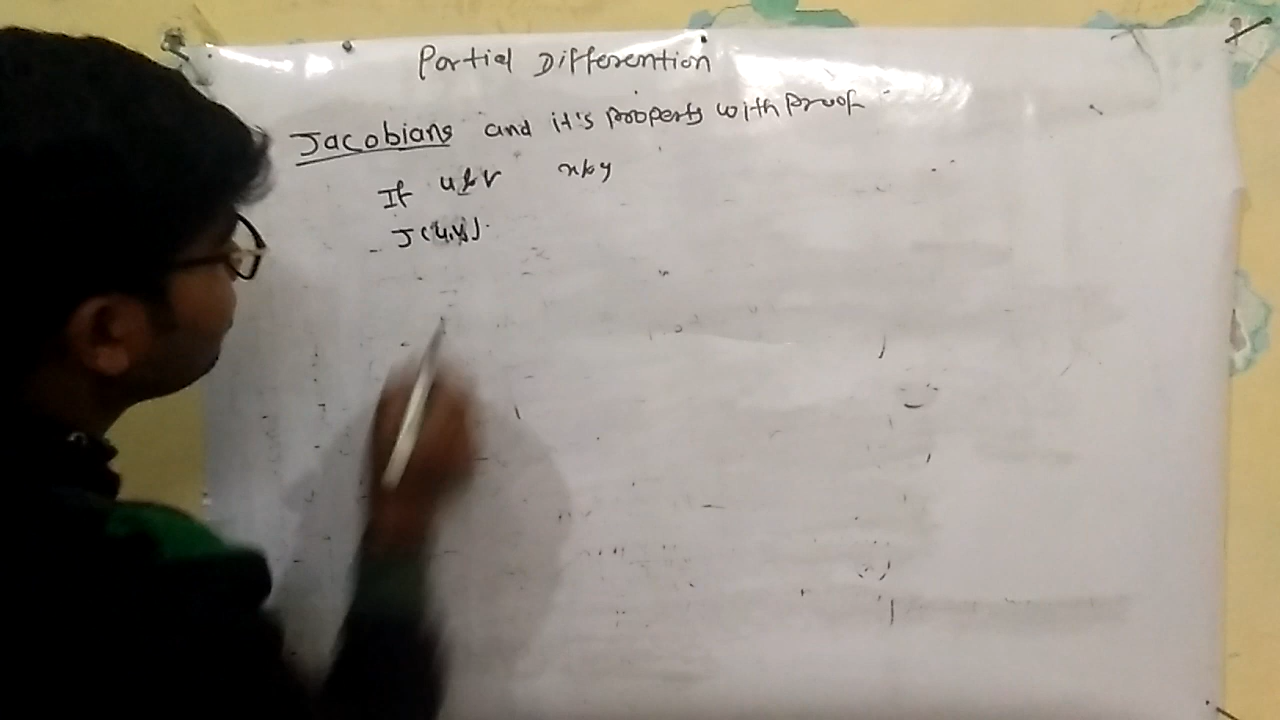 Partial Differention
Jacobians and it's property with proof
If u & v x & y
J(u,v)